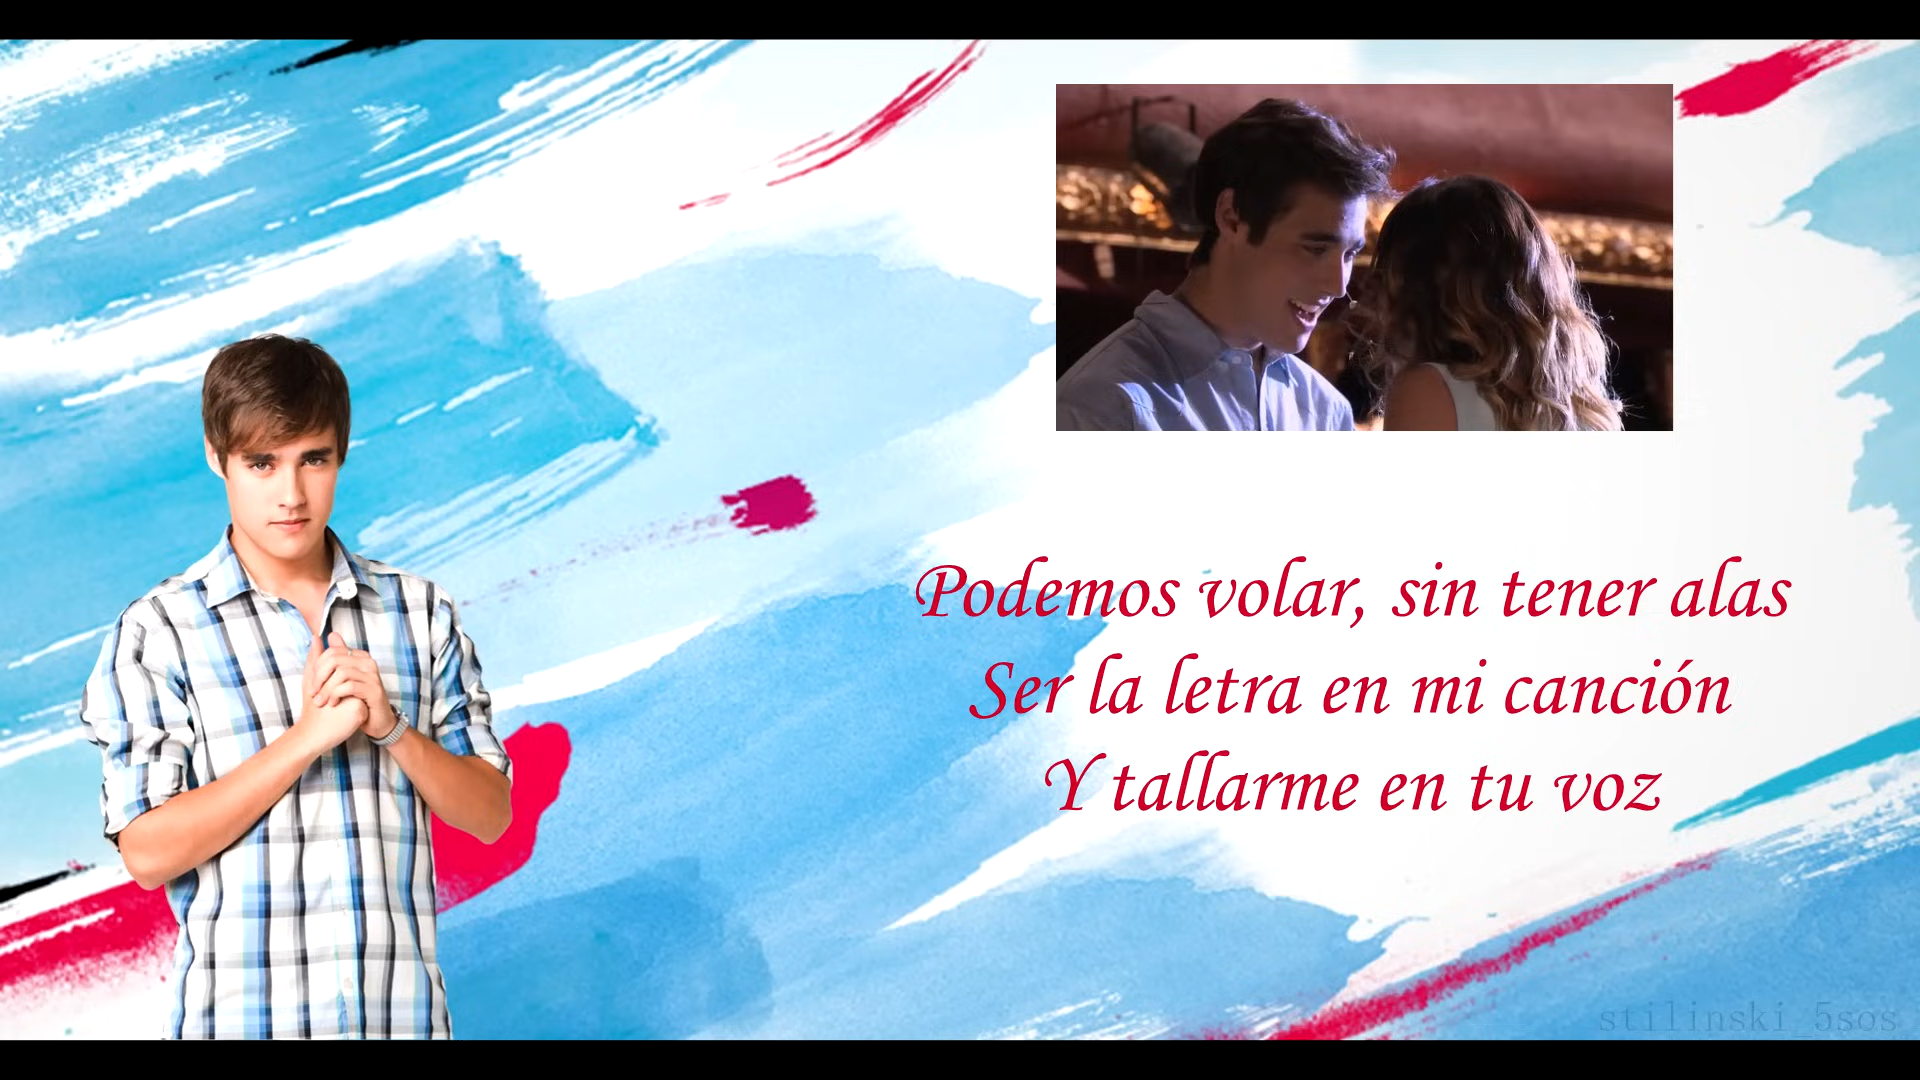 Podemos volar, sin tener alas
Ser la letra en mi canción
Y tallarme en tu voz
stilinski_5sos